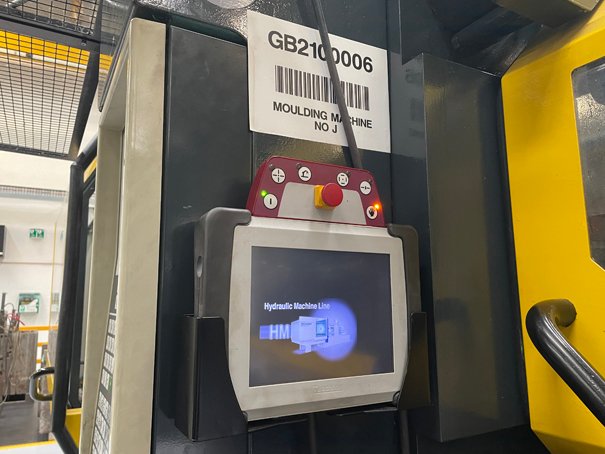 GB2100006
MOULDING MACHINE
NO J
Hydraulic Machine Line
HM